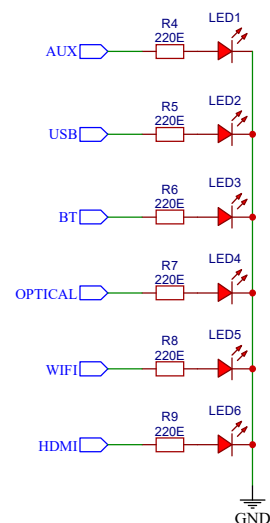 R4 LED1
220E
AUX
R5 LED2
220E
USB
R6 LED3
220E
BT
R7 LED4
220E
OPTICAL
R8 LED5
220E
WIFI
R9 LED6
220E
HDMI
GND